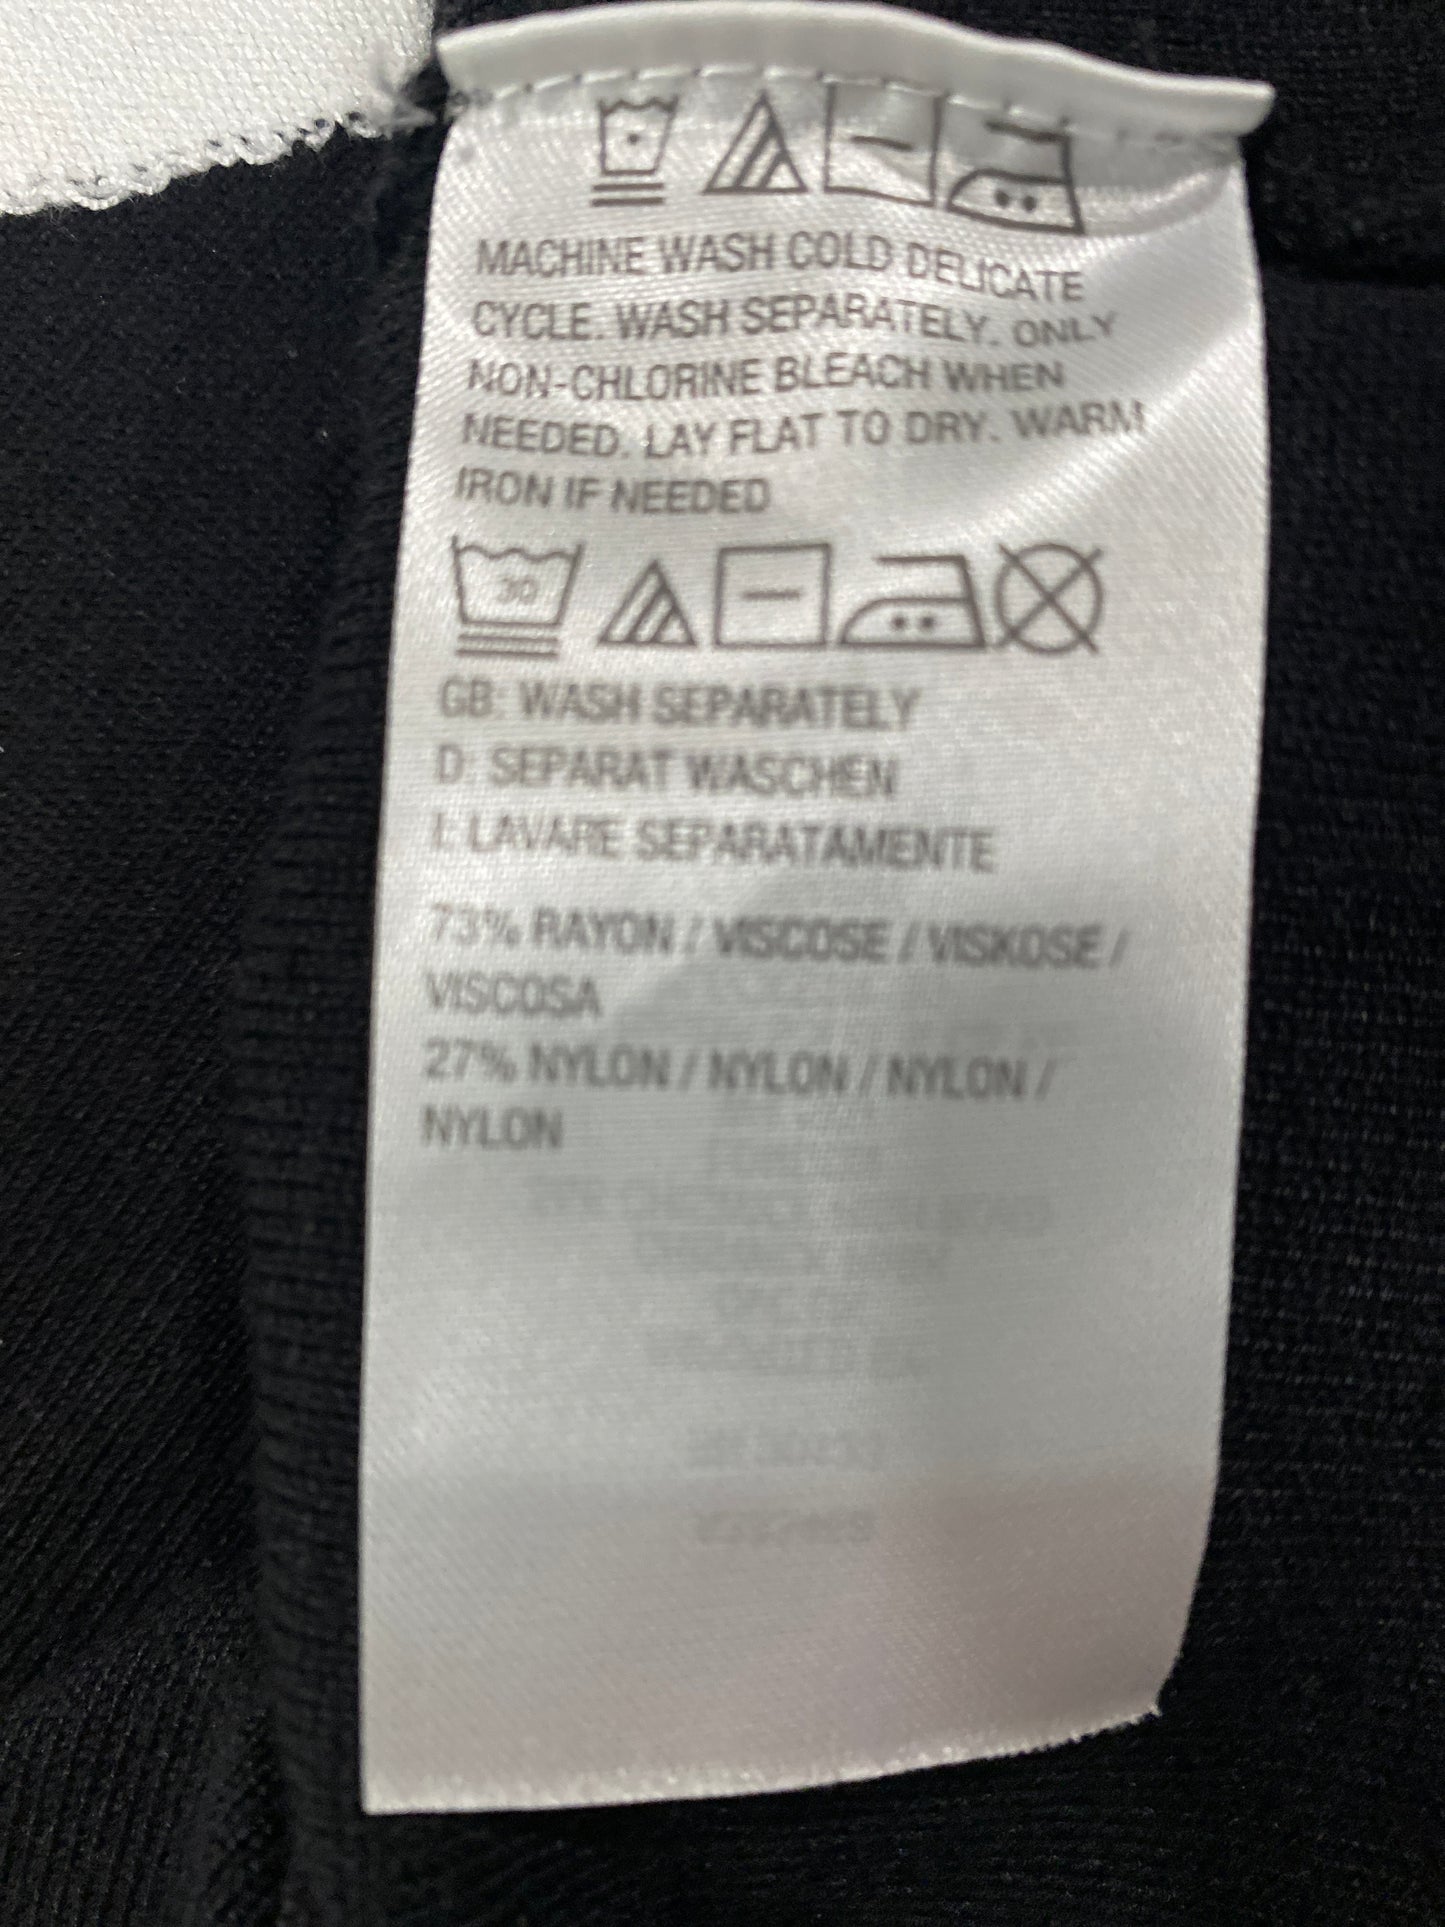 MACHINE WASH COLD DELICATE
CYCLE. WASH SEPARATELY. ONLY
NON-CHLORINE BLEACH WHEN
NEEDED. LAY FLAT TO DRY. WARM
IRON IF NEEDED
30
GB: WASH SEPARATELY
D: SEPARAT WASCHEN
I: LAVARE SEPARATAMENTE
73% RAYON / VISCOSE / VISKOSE /
VISCOSA
27% NYLON / NYLON / NYLON /
NYLON